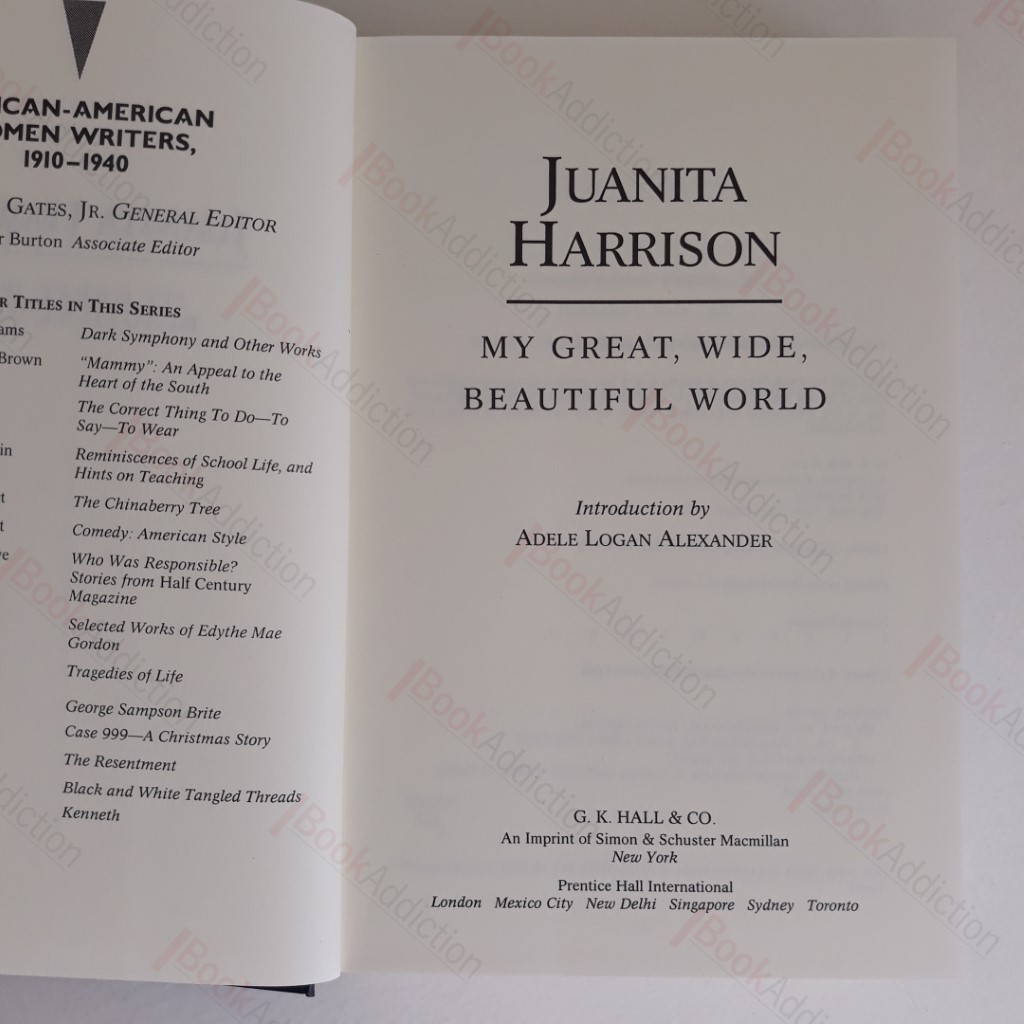 ICAN-AMERICAN
OMEN WRITERS,
1910–1940
GATES, JR. GENERAL EDITOR
r Burton Associate Editor
R TITLES IN THIS SERIES
ams Dark Symphony and Other Works
Brown "Mammy": An Appeal to the
Heart of the South
The Correct Thing To Do—To
Say—To Wear
in Reminiscences of School Life, and
Hints on Teaching
t The Chinaberry Tree
t Comedy: American Style
e Who Was Responsible?
Stories from Half Century
Magazine
Selected Works of Edythe Mae
Gordon
Tragedies of Life
George Sampson Brite
Case 999—A Christmas Story
The Resentment
Black and White Tangled Threads
Kenneth
JUANITA
HARRISON
MY GREAT, WIDE,
BEAUTIFUL WORLD
Introduction by
ADELE LOGAN ALEXANDER
G. K. HALL & CO.
An Imprint of Simon & Schuster Macmillan
New York
Prentice Hall International
London Mexico City New Delhi Singapore Sydney Toronto
BookAddiction